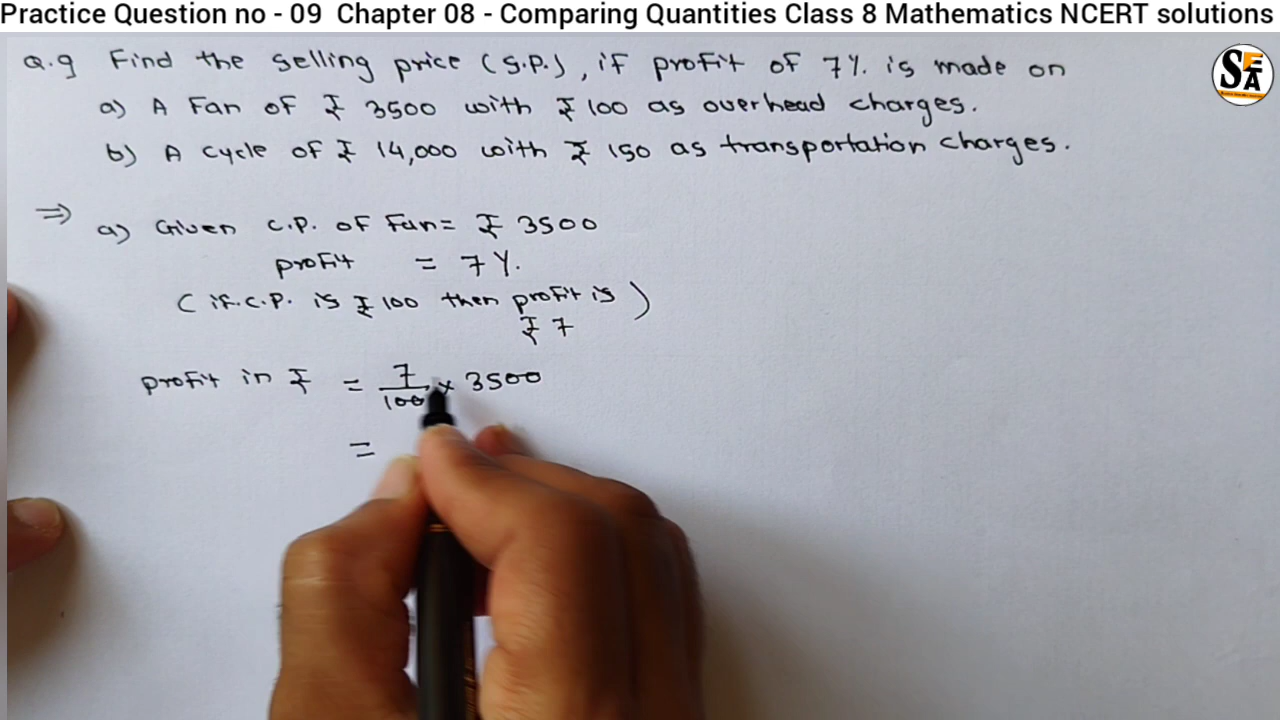 Practice Question no - 09 Chapter 08 - Comparing Quantities Class 8 Mathematics NCERT solutions
Q.9 Find the selling price (S.P.), if profit of 7% is made on
a) A Fan of ₹ 3500 with ₹ 100 as overhead charges.
b) A cycle of ₹ 14,000 with ₹ 150 as transportation charges.
⇒
a) Given C.P. of Fan = ₹ 3500
profit = 7%.
( if C.P. is ₹ 100 then profit is )
₹ 7
profit in ₹ = 7/100 × 3500
=
SFA